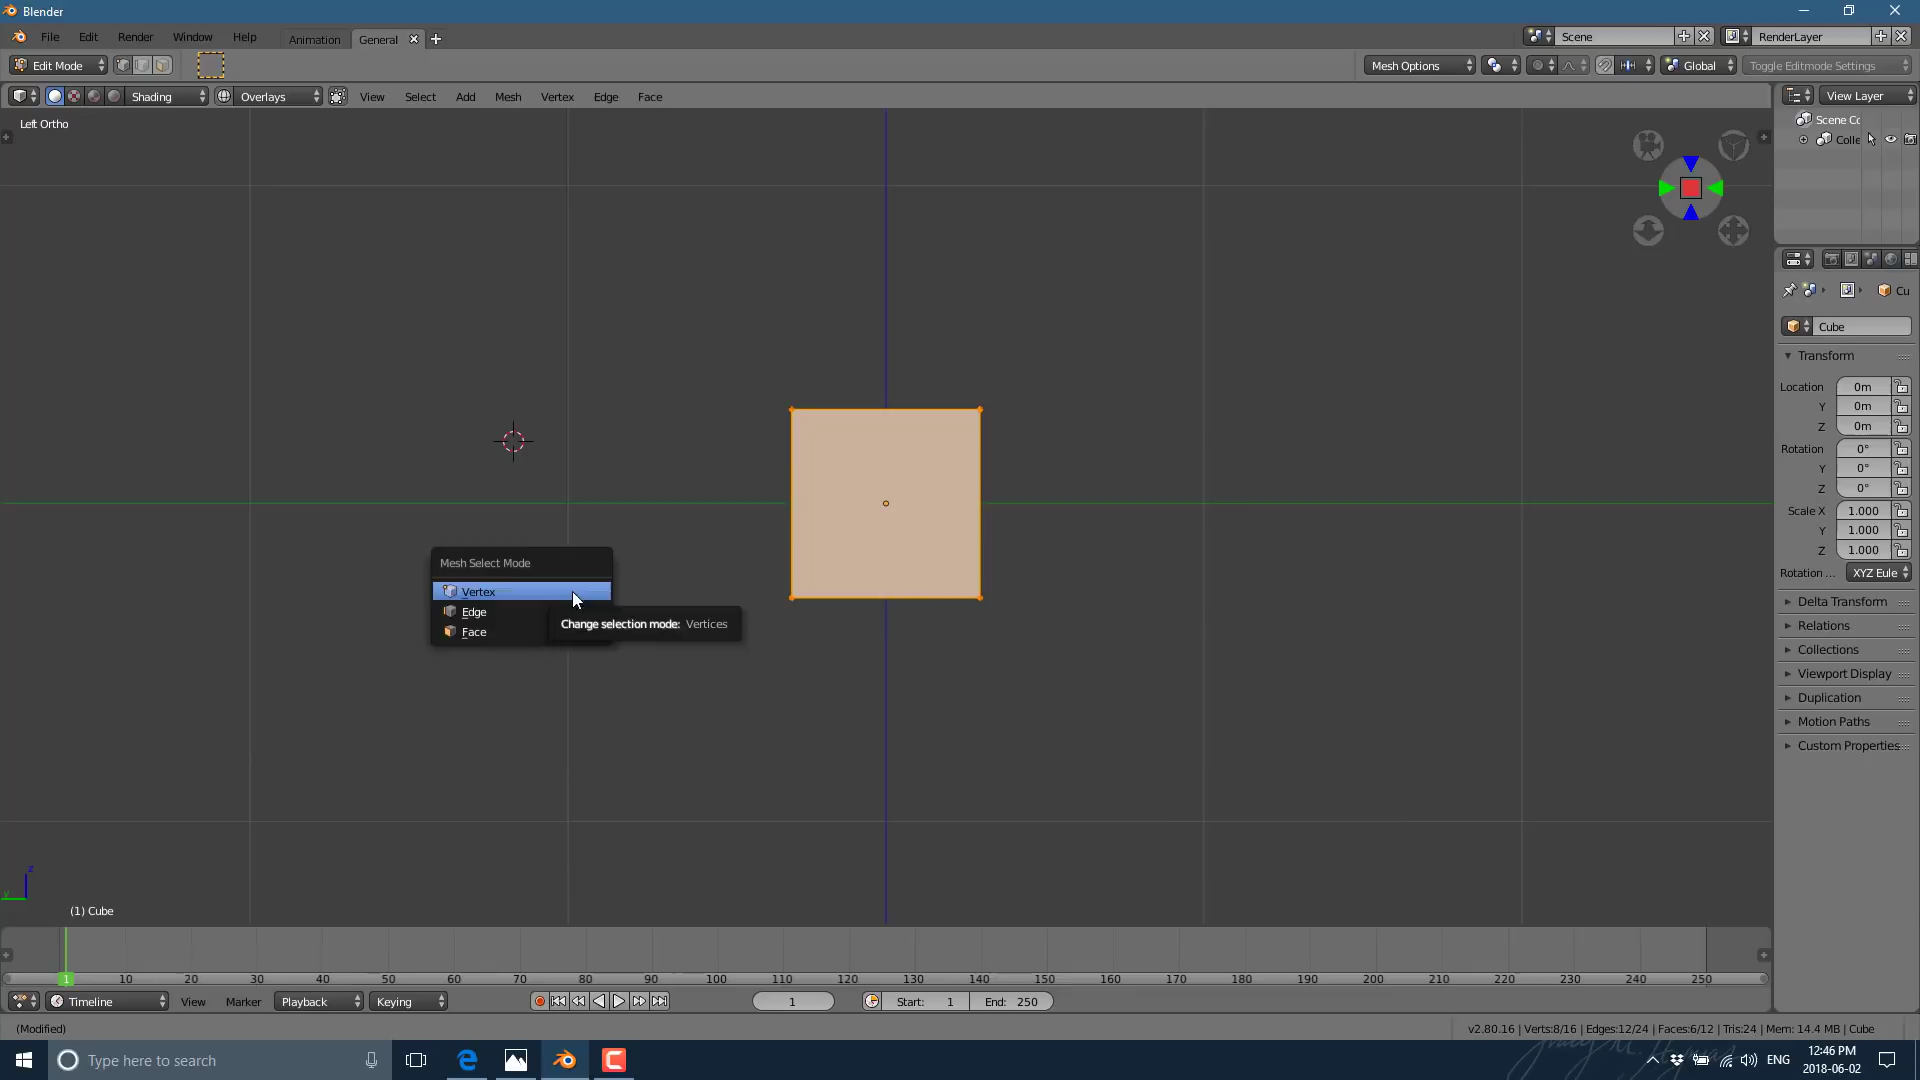 Blender
File Edit Render Window Help Animation General Scene RenderLayer
Edit Mode Mesh Options Global Toggle Editmode Settings
Shading Overlays View Select Add Mesh Vertex Edge Face View Layer
Left Ortho
Scene Cc
Colle
Cu
Cube
Transform
Location 0m
Y 0m
Z 0m
Rotation 0°
Y 0°
Z 0°
Scale X 1.000
Y 1.000
Z 1.000
Rotation ... XYZ Eule
Delta Transform
Relations
Collections
Viewport Display
Duplication
Motion Paths
Custom Properties
Mesh Select Mode
Vertex
Edge
Face
Change selection mode: Vertices
z
y
(1) Cube
1 10 20 30 40 50 60 70 80 90 100 110 120 130 140 150 160 170 180 190 200 210 220 230 240 250
Timeline View Marker Playback Keying 1 Start: 1 End: 250
(Modified) v2.80.16 | Verts:8/16 | Edges:12/24 | Faces:6/12 | Tris:24 | Mem: 14.4 MB | Cube
Type here to search ENG 12:46 PM
2018-06-02